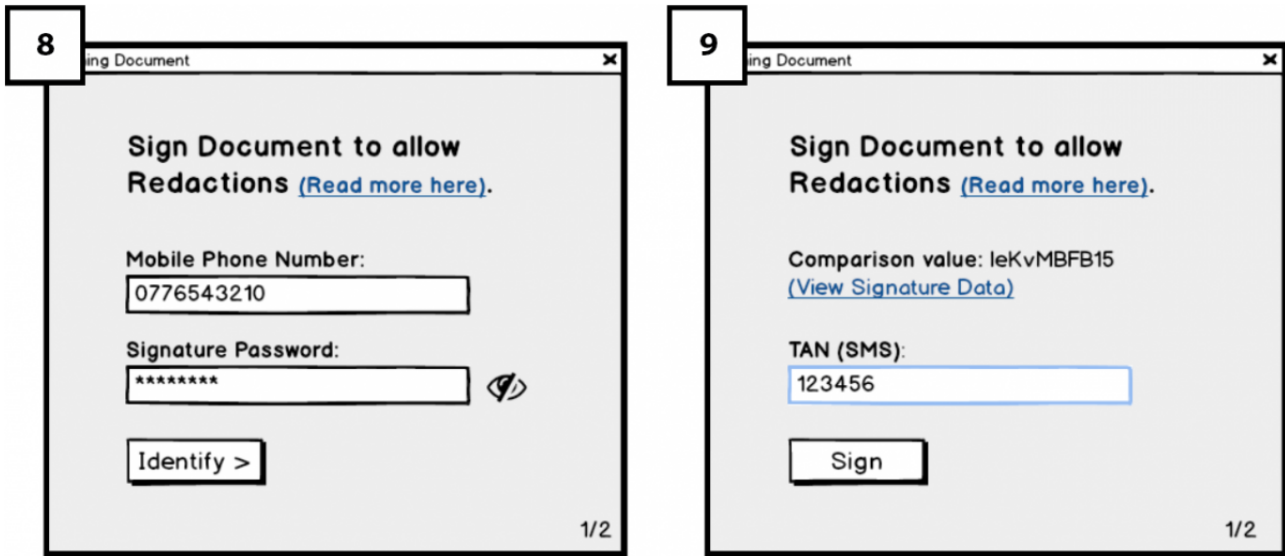 8
ing Document
Sign Document to allow
Redactions (Read more here).
Mobile Phone Number:
0776543210
Signature Password:
********
Identify >
1/2
9
ing Document
Sign Document to allow
Redactions (Read more here).
Comparison value: IeKvMBFB15
(View Signature Data)
TAN (SMS):
123456
Sign
1/2